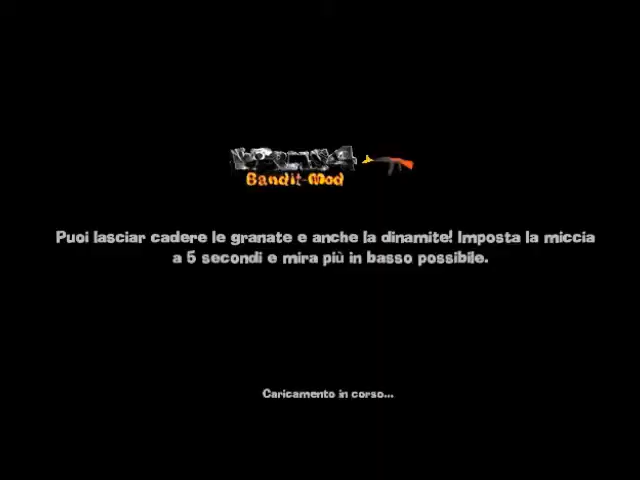 Bandit-Mod
Puoi lasciar cadere le granate e anche la dinamite! Imposta la miccia
a 5 secondi e mira più in basso possibile.
Caricamento in corso...